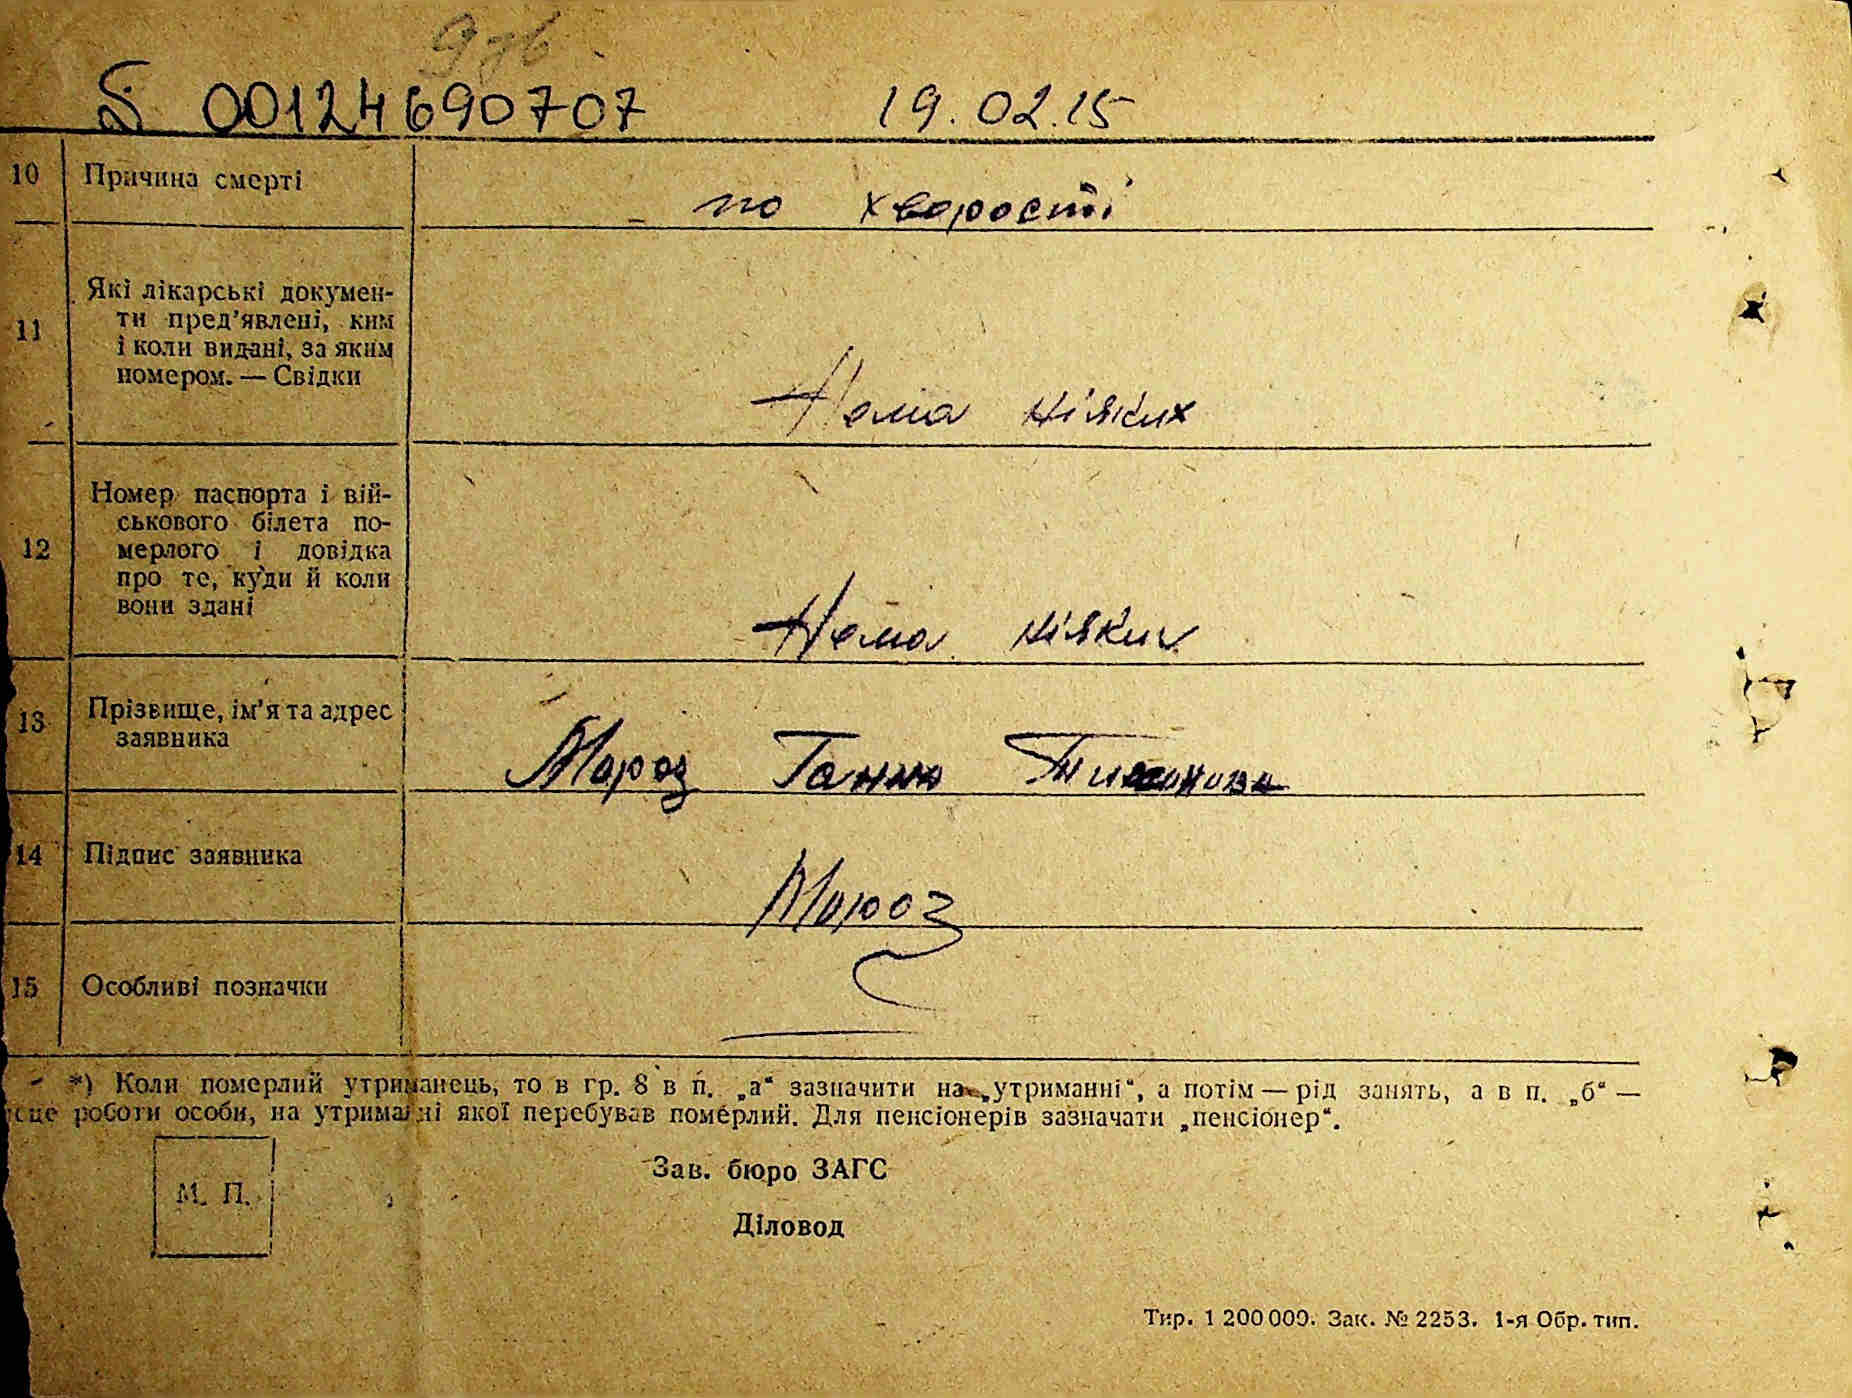 00124690707 19.02.15
10 Причина смерті по хворості
11 Які лікарські докумен-
ти пред’явлені, ким
і коли видані, за яким
номером. — Свідки
Нема ніяких
12 Номер паспорта і вій-
ськового білета по-
мерлого і довідка
про те, куди й коли
вони здані
Нема ніяких
13 Прізвище, ім’я та адрес
заявника
Мороз Ганна
14 Підпис заявника
Мороз
15 Особливі позначки
*) Коли померлий утриманець, то в гр. 8 в п. „а“ зазначити на „утриманні“, а потім — рід занять, а в п. „б“ —
роботи особи, на утриманні якої перебував померлий. Для пенсіонерів зазначати „пенсіонер“.
М. П.
Зав. бюро ЗАГС
Діловод
Тир. 1 200 000. Зак. № 2253. 1-я Обр. тип.